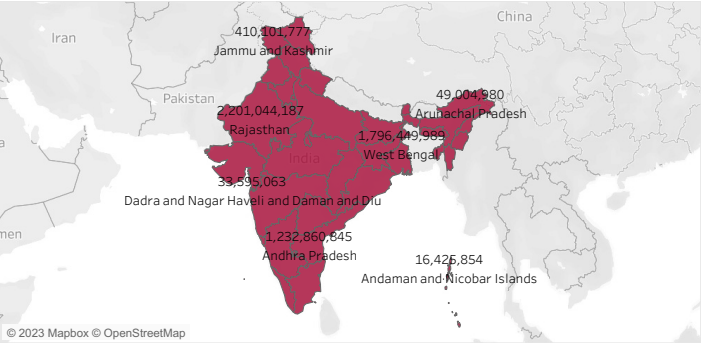 China
Iran
410,101,777
Jammu and Kashmir
49,004,980
Arunachal Pradesh
Pakistan
2,201,044,187
Rajasthan
1,796,449,989
West Bengal
India
33,595,063
Dadra and Nagar Haveli and Daman and Diu
1,232,860,845
Andhra Pradesh
men
16,425,854
Andaman and Nicobar Islands
© 2023 Mapbox © OpenStreetMap